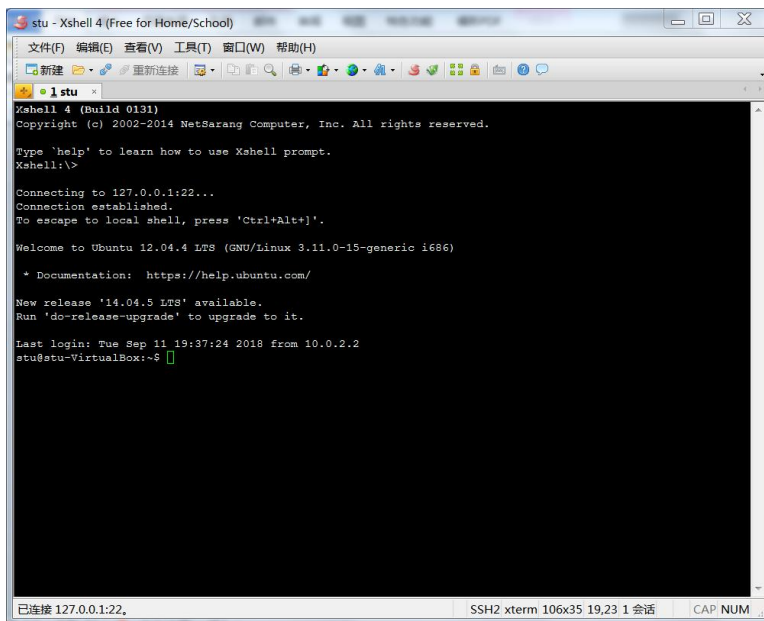 stu - Xshell 4 (Free for Home/School)
文件(F) 编辑(E) 查看(V) 工具(T) 窗口(W) 帮助(H)
新建 重新连接
1 stu ×
Xshell 4 (Build 0131)
Copyright (c) 2002-2014 NetSarang Computer, Inc. All rights reserved.
Type `help' to learn how to use Xshell prompt.
Xshell:\>
Connecting to 127.0.0.1:22...
Connection established.
To escape to local shell, press 'Ctrl+Alt+]'.
Welcome to Ubuntu 12.04.4 LTS (GNU/Linux 3.11.0-15-generic i686)
* Documentation:  https://help.ubuntu.com/
New release '14.04.5 LTS' available.
Run 'do-release-upgrade' to upgrade to it.
Last login: Tue Sep 11 19:37:24 2018 from 10.0.2.2
stu@stu-VirtualBox:~$
已连接 127.0.0.1:22。 SSH2 xterm 106x35 19,23 1 会话 CAP NUM